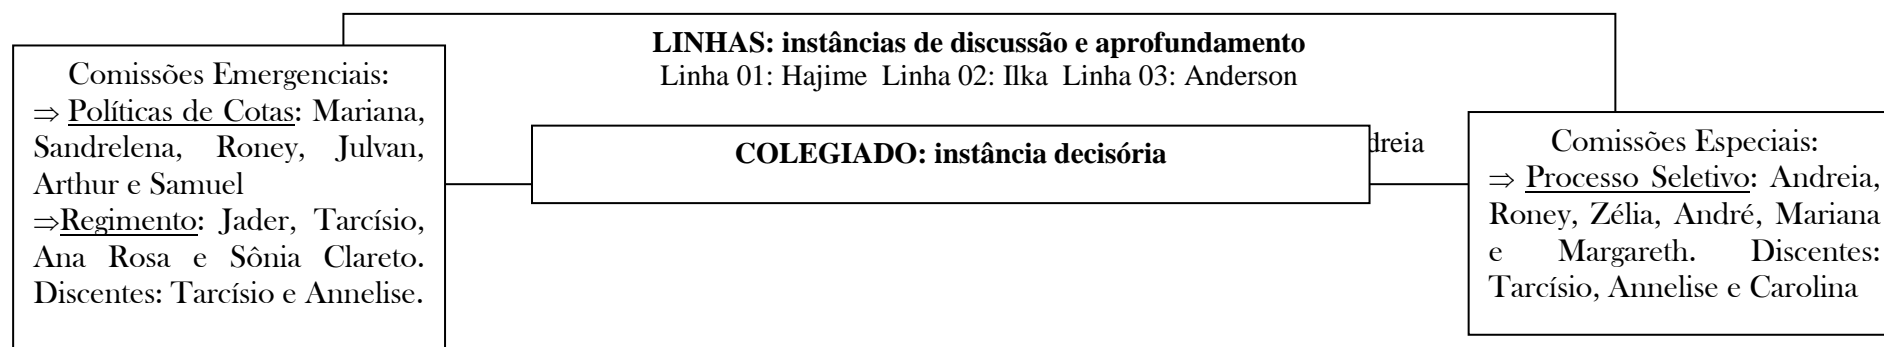 LINHAS: instâncias de discussão e aprofundamento
Linha 01: Hajime Linha 02: Ilka Linha 03: Anderson
Comissões Emergenciais:
⇒ Políticas de Cotas: Mariana,
Sandrelena, Roney, Julvan,
Arthur e Samuel
⇒Regimento: Jader, Tarcísio,
Ana Rosa e Sônia Clareto.
Discentes: Tarcísio e Annelise.
COLEGIADO: instância decisória
Comissões Especiais:
⇒ Processo Seletivo: Andreia,
Roney, Zélia, André, Mariana
e Margareth. Discentes:
Tarcísio, Annelise e Carolina